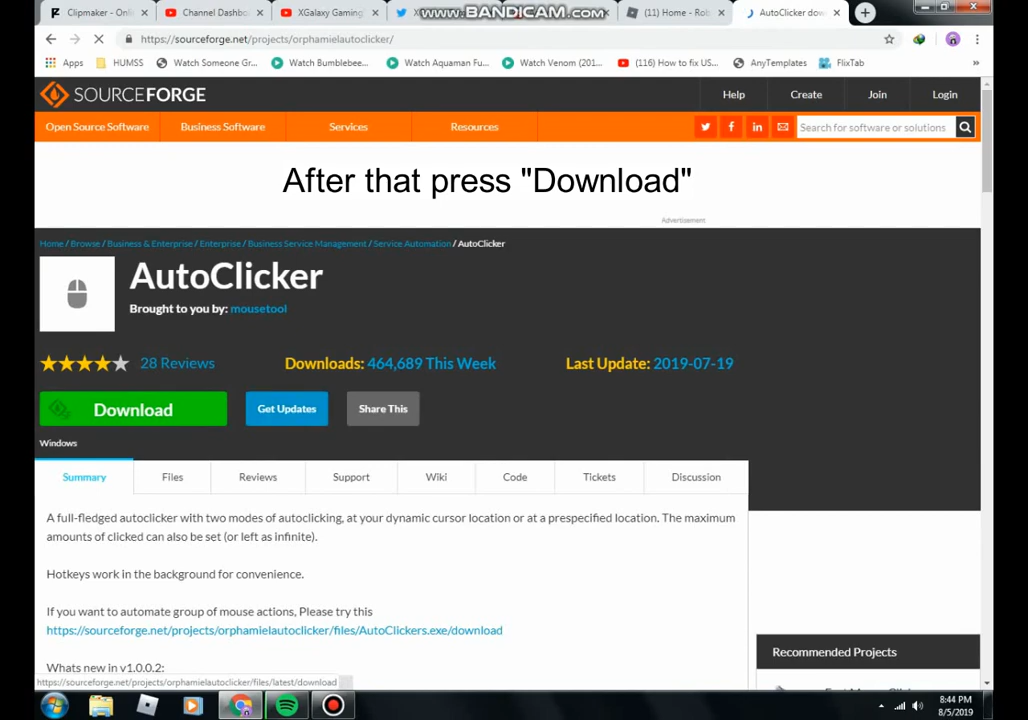 Clipmaker - Onli
Channel Dashbo
XGalaxy Gaming
www.BANDICAM.com
(11) Home - Rob
AutoClicker dow
https://sourceforge.net/projects/orphamielautoclicker/
Apps
HUMSS
Watch Someone Gr...
Watch Bumblebee...
Watch Aquaman Fu...
Watch Venom (201...
(116) How to fix US...
AnyTemplates
FlixTab
SOURCEFORGE
Help
Create
Join
Login
Open Source Software
Business Software
Services
Resources
Search for software or solutions
After that press "Download"
Advertisement
Home / Browse / Business & Enterprise / Enterprise / Business Service Management / Service Automation / AutoClicker
AutoClicker
Brought to you by: mousetool
28 Reviews
Downloads: 464,689 This Week
Last Update: 2019-07-19
Download
Get Updates
Share This
Windows
Summary
Files
Reviews
Support
Wiki
Code
Tickets
Discussion
A full-fledged autoclicker with two modes of autoclicking, at your dynamic cursor location or at a prespecified location. The maximum
amounts of clicked can also be set (or left as infinite).
Hotkeys work in the background for convenience.
If you want to automate group of mouse actions, Please try this
https://sourceforge.net/projects/orphamielautoclicker/files/AutoClickers.exe/download
Whats new in v1.0.0.2:
Recommended Projects
https://sourceforge.net/projects/orphamielautoclicker/files/latest/download
8:44 PM
8/5/2019